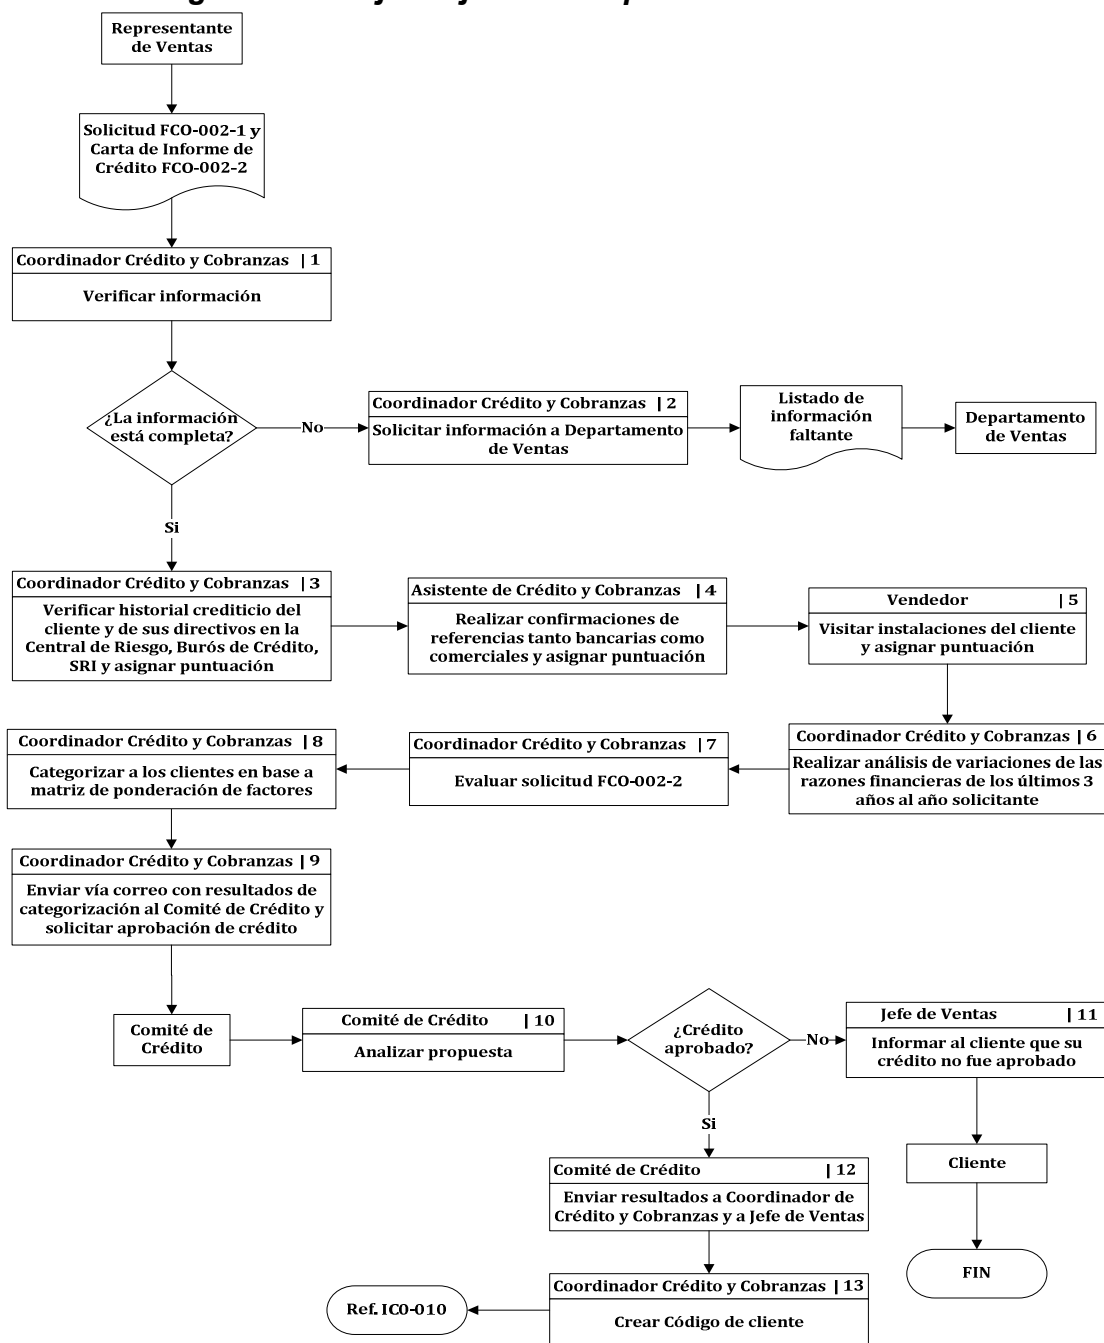 Representante
de Ventas
Solicitud FCO-002-1 y
Carta de Informe de
Crédito FCO-002-2
Coordinador Crédito y Cobranzas | 1
Verificar información
¿La información
está completa?
No
Coordinador Crédito y Cobranzas | 2
Solicitar información a Departamento
de Ventas
Listado de
información
faltante
Departamento
de Ventas
Si
Coordinador Crédito y Cobranzas | 3
Verificar historial crediticio del
cliente y de sus directivos en la
Central de Riesgo, Burós de Crédito,
SRI y asignar puntuación
Asistente de Crédito y Cobranzas | 4
Realizar confirmaciones de
referencias tanto bancarias como
comerciales y asignar puntuación
Vendedor | 5
Visitar instalaciones del cliente
y asignar puntuación
Coordinador Crédito y Cobranzas | 6
Realizar análisis de variaciones de las
razones financieras de los últimos 3
años al año solicitante
Coordinador Crédito y Cobranzas | 7
Evaluar solicitud FCO-002-2
Coordinador Crédito y Cobranzas | 8
Categorizar a los clientes en base a
matriz de ponderación de factores
Coordinador Crédito y Cobranzas | 9
Enviar vía correo con resultados de
categorización al Comité de Crédito y
solicitar aprobación de crédito
Comité de
Crédito
Comité de Crédito | 10
Analizar propuesta
¿Crédito
aprobado?
No
Jefe de Ventas | 11
Informar al cliente que su
crédito no fue aprobado
Si
Cliente
Comité de Crédito | 12
Enviar resultados a Coordinador de
Crédito y Cobranzas y a Jefe de Ventas
FIN
Coordinador Crédito y Cobranzas | 13
Crear Código de cliente
Ref. IC0-010